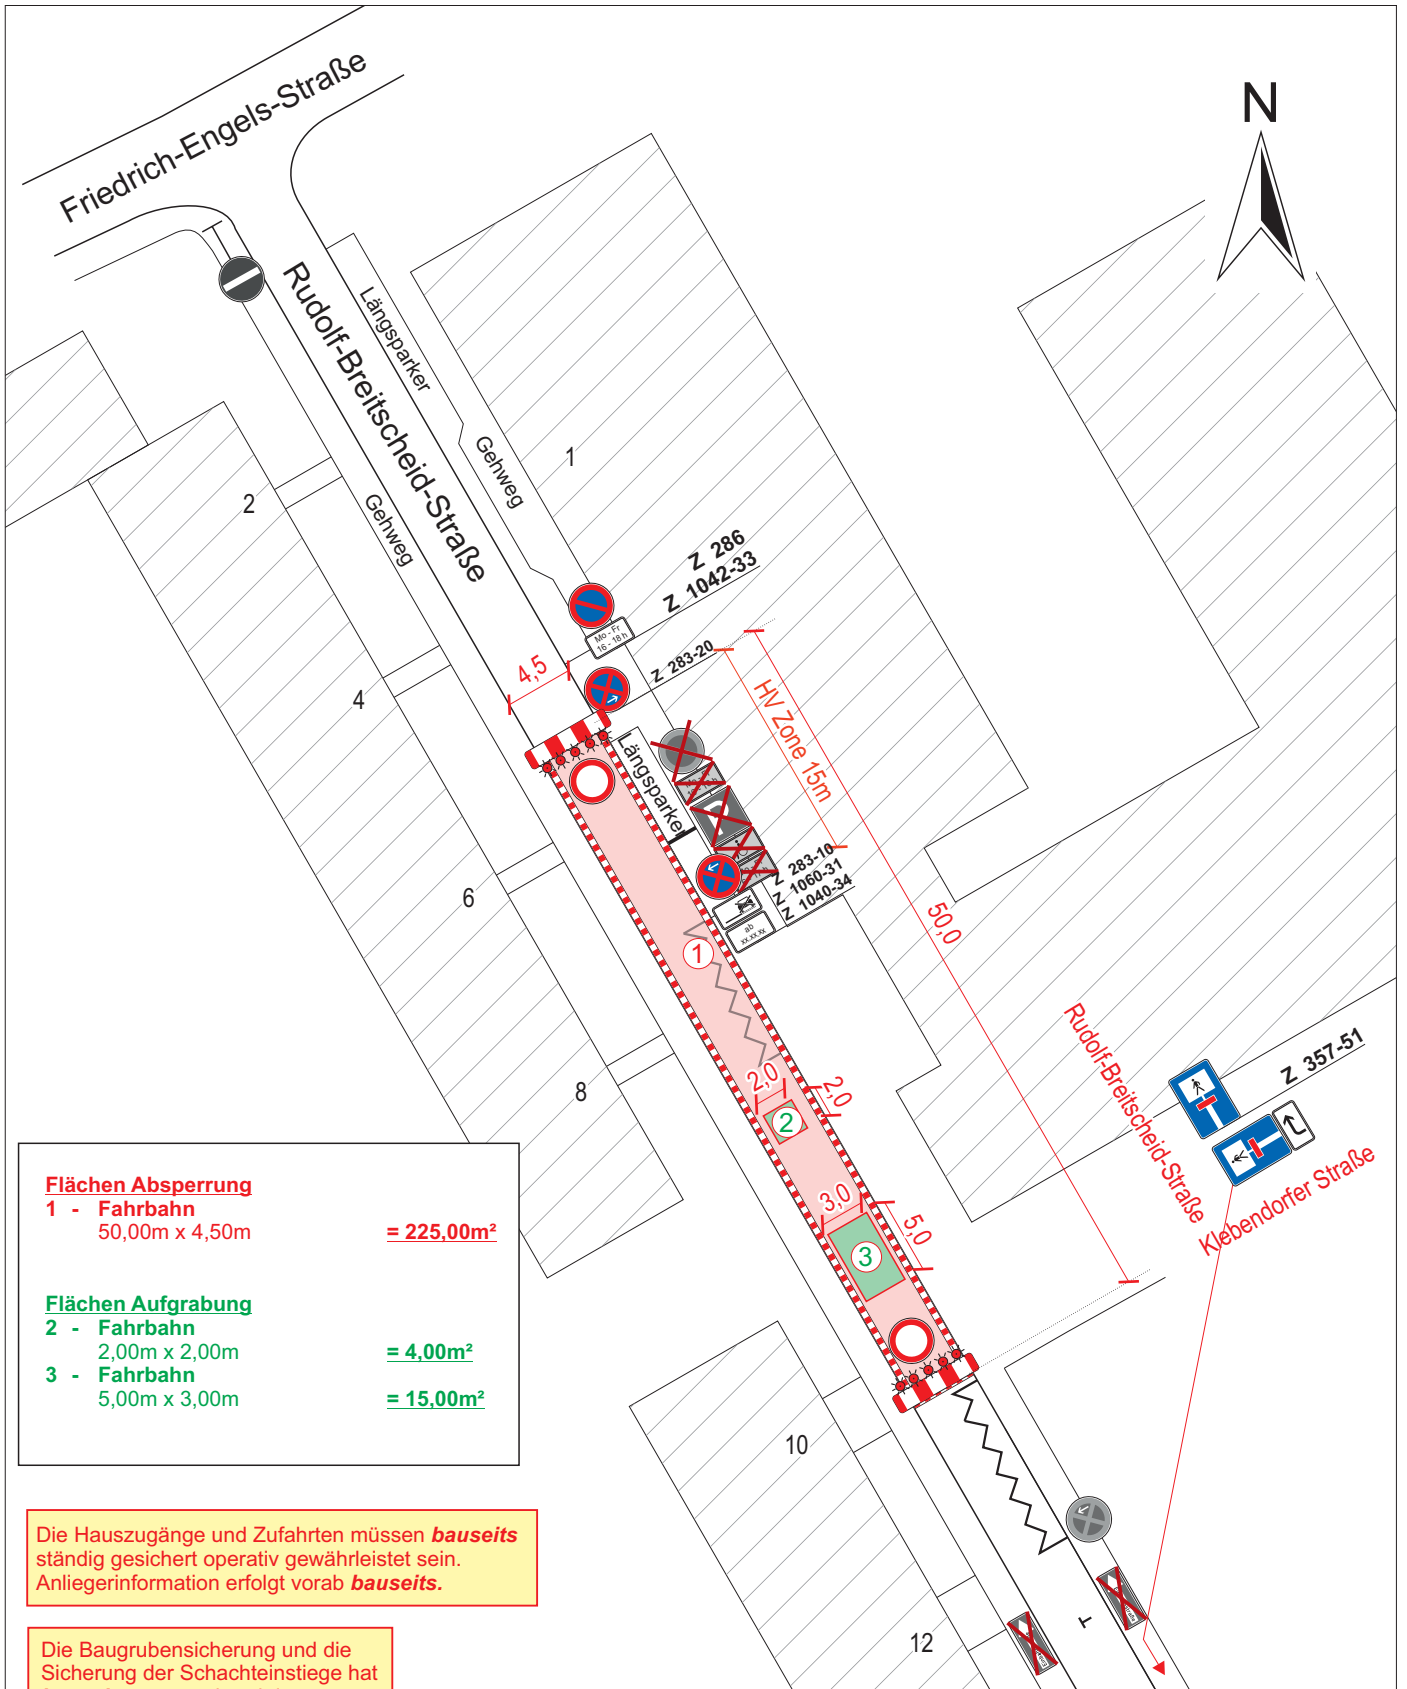 Friedrich-Engels-Straße
N
Rudolf-Breitscheid-Straße
Längsparker
Gehweg
Gehweg
1
2
4
6
8
10
12
Z 286
Z 1042-33
Mo - Fr
16 - 18 h
Z 283-20
4,5
HV Zone 15m
50,0
Längsparker
Z 283-10
Z 1060-31
Z 1040-34
ab
xx.xx.xx
1
2,0
2,0
2
3,0
5,0
3
Rudolf-Breitscheid-Straße
Z 357-51
Klebendorfer Straße
Flächen Absperrung
1 - Fahrbahn
50,00m x 4,50m = 225,00m²
Flächen Aufgrabung
2 - Fahrbahn
2,00m x 2,00m = 4,00m²
3 - Fahrbahn
5,00m x 3,00m = 15,00m²
Die Hauszugänge und Zufahrten müssen bauseits
ständig gesichert operativ gewährleistet sein.
Anliegerinformation erfolgt vorab bauseits.
Die Baugrubensicherung und die
Sicherung der Schachteinstiege hat